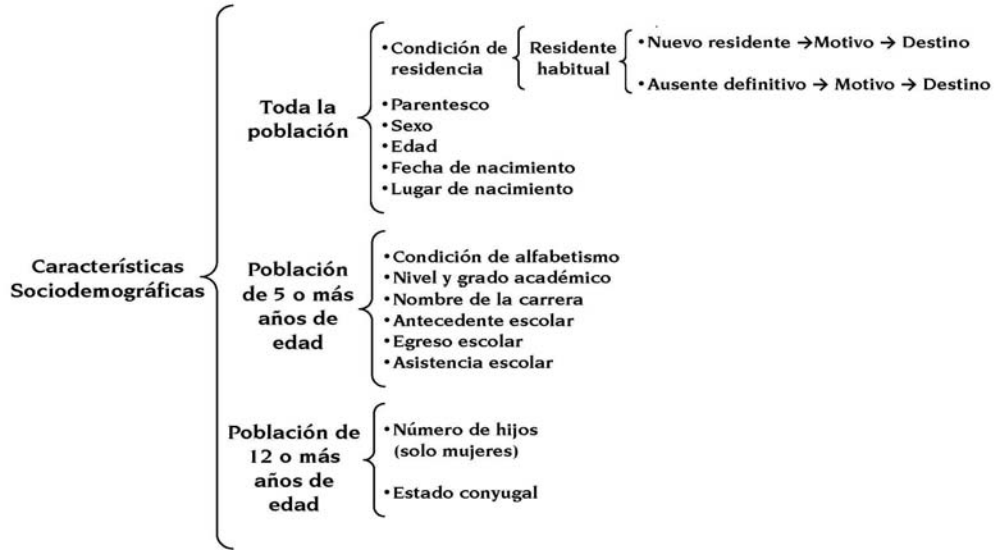 Características
Sociodemográficas
Toda la
población
•Condición de
residencia
Residente
habitual
•Nuevo residente →Motivo → Destino
•Ausente definitivo → Motivo → Destino
•Parentesco
•Sexo
•Edad
•Fecha de nacimiento
•Lugar de nacimiento
Población
de 5 o más
años de
edad
•Condición de alfabetismo
•Nivel y grado académico
•Nombre de la carrera
•Antecedente escolar
•Egreso escolar
•Asistencia escolar
Población de
12 o más
años de
edad
•Número de hijos
(solo mujeres)
•Estado conyugal